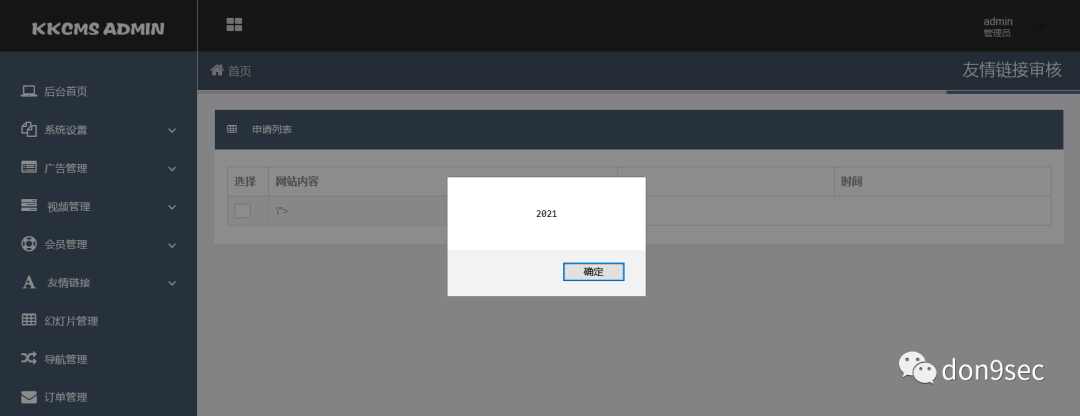 KKCMS ADMIN
admin
管理员
首页
友情链接审核
后台首页
系统设置
广告管理
视频管理
会员管理
友情链接
幻灯片管理
导航管理
订单管理
申请列表
选择 网站内容 时间
\">
2021
确定
don9sec